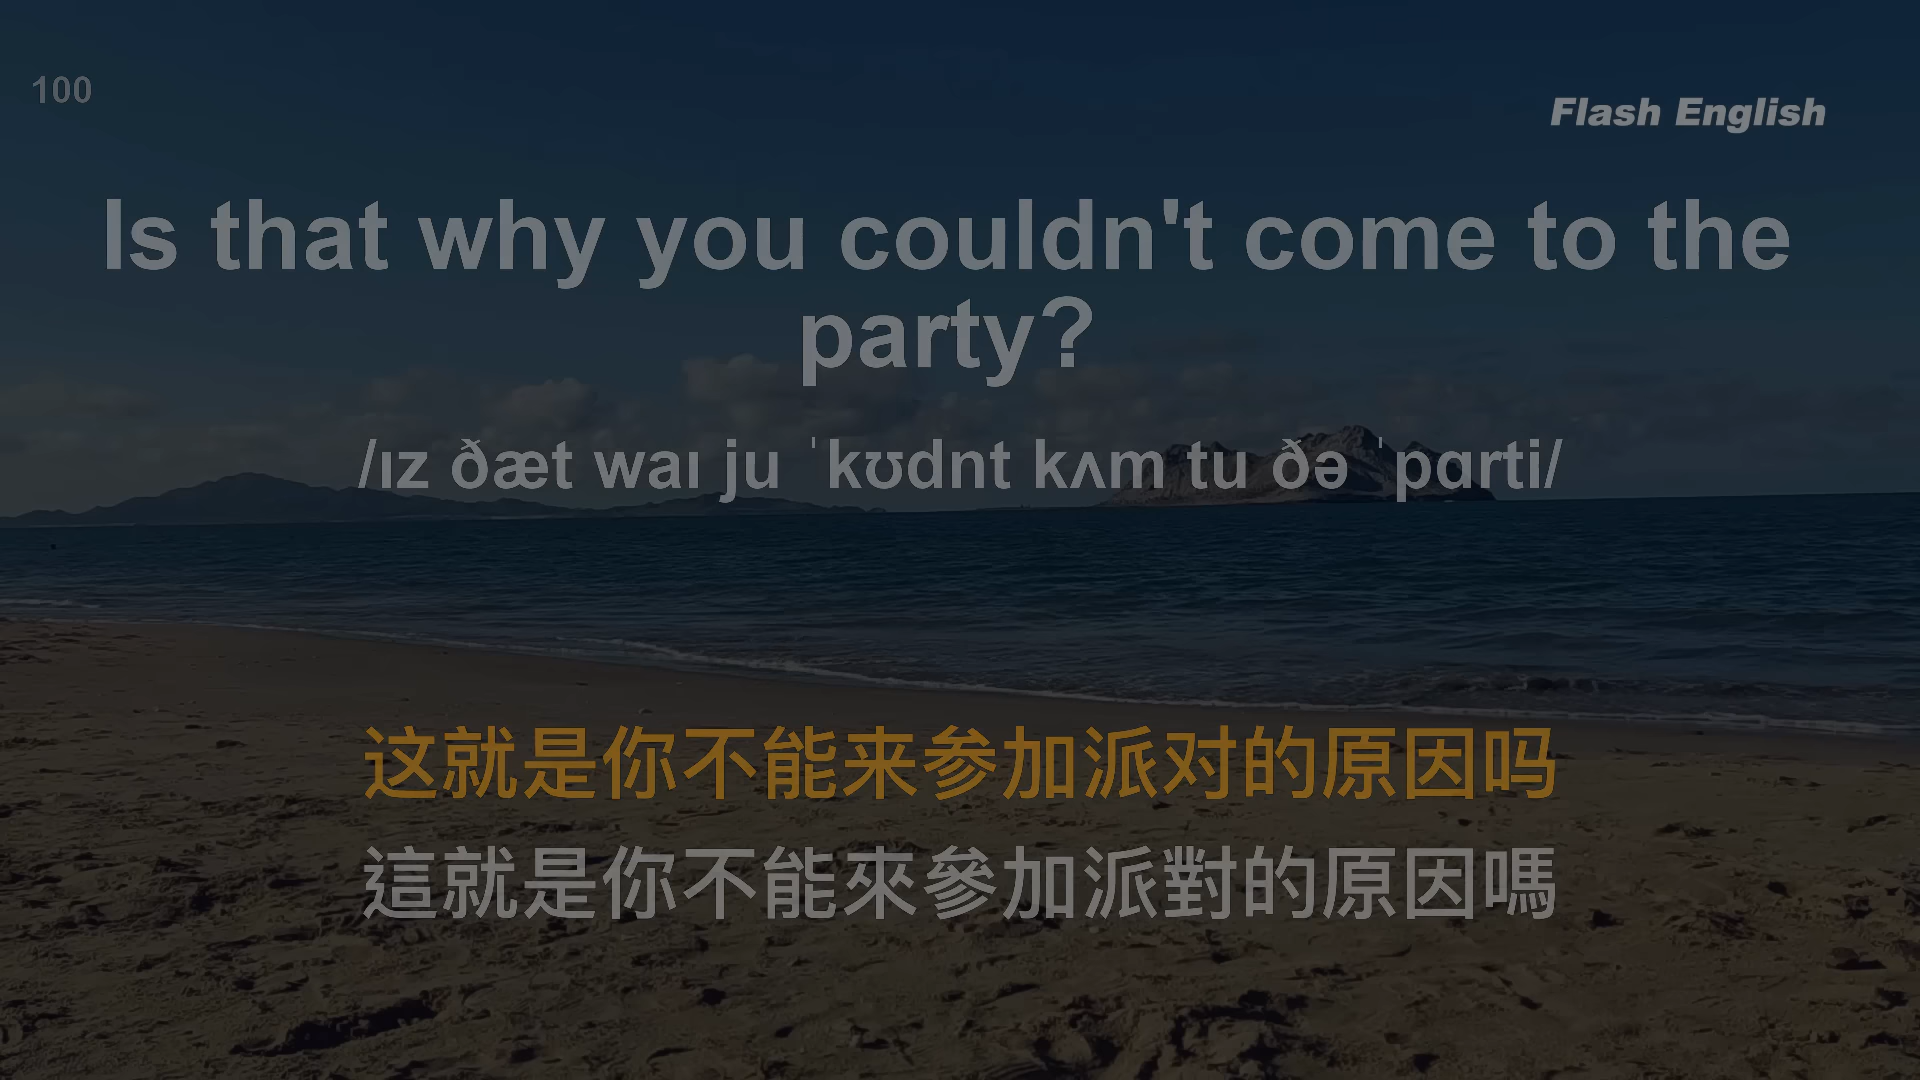 100
Flash English
Is that why you couldn't come to the
party?
/ɪz ðæt waɪ ju ˈkʊdnt kʌm tu ðə ˈpɑrti/
这就是你不能来参加派对的原因吗
這就是你不能來參加派對的原因嗎